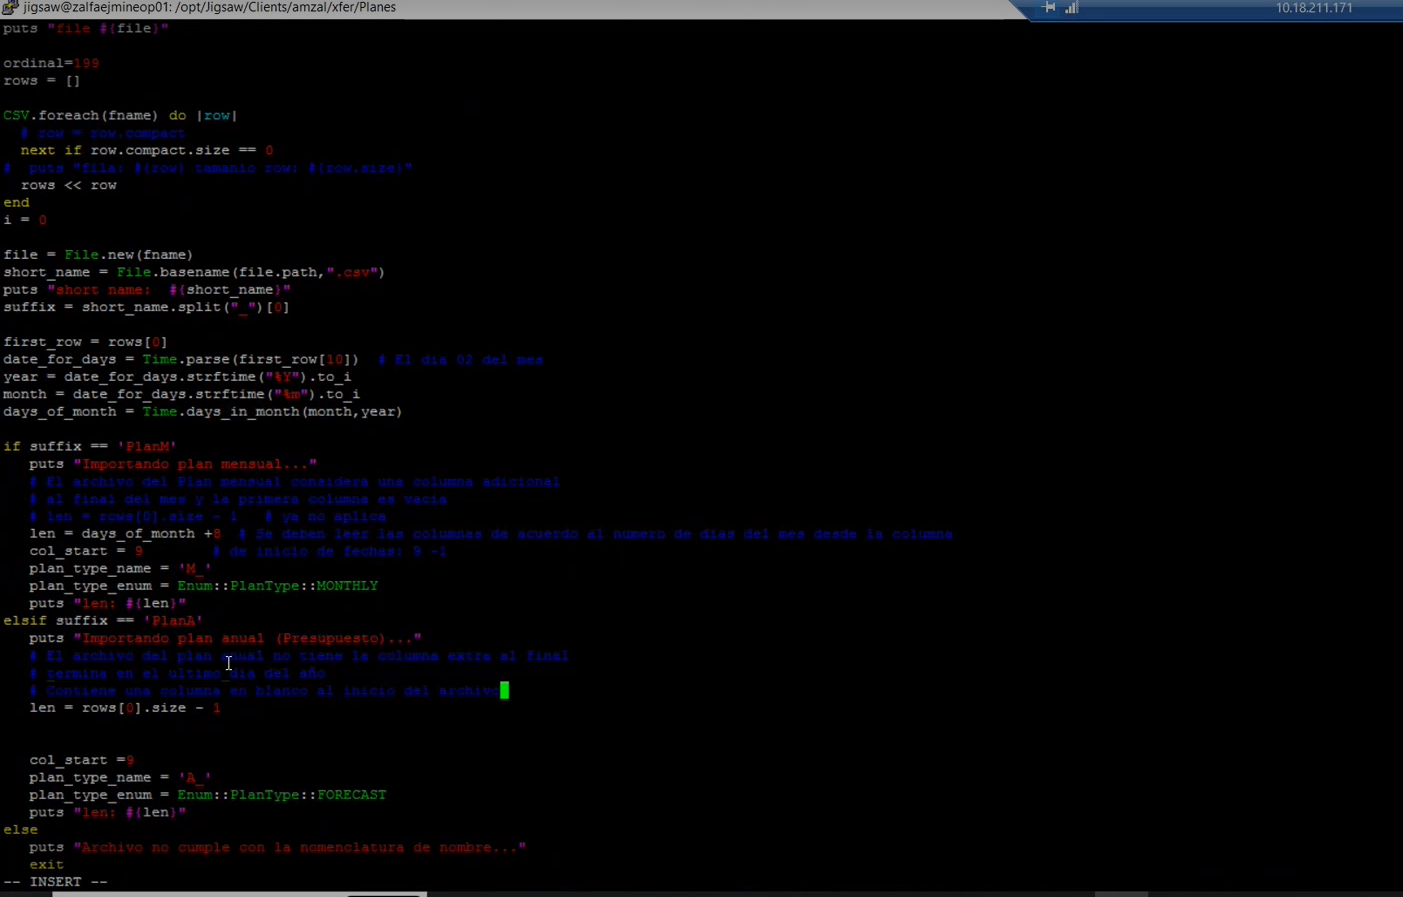 jigsaw@zalfaejmineop01: /opt/Jigsaw/Clients/amzal/xfer/Planes
10.18.211.171
puts "file #{file}"
ordinal=199
rows = []
CSV.foreach(fname) do |row|
  # row = row.compact
  next if row.compact.size == 0
#  puts "fila: #{row} tamanio row: #{row.size}"
  rows << row
end
i = 0
file = File.new(fname)
short_name = File.basename(file.path,".csv")
puts "short name:  #{short_name}"
suffix = short_name.split("_")[0]
first_row = rows[0]
date_for_days = Time.parse(first_row[10])  # El dia 02 del mes
year = date_for_days.strftime("%Y").to_i
month = date_for_days.strftime("%m").to_i
days_of_month = Time.days_in_month(month,year)
if suffix == 'PlanM'
   puts "Importando plan mensual..."
   # El archivo del Plan mensual considera una columna adicional
   # al final del mes y la primera columna es vacia
   # len = rows[0].size - 1   # ya no aplica
   len = days_of_month +8  # Se deben leer las columnas de acuerdo al numero de dias del mes desde la columna
   col_start = 9        # de inicio de fechas: 9 -1
   plan_type_name = 'M_'
   plan_type_enum = Enum::PlanType::MONTHLY
   puts "len: #{len}"
elsif suffix == 'PlanA'
   puts "Importando plan anual (Presupuesto)..."
   # El archivo del plan anual no tiene la columna extra al final
   # termina en el ultimo dia del año
   # Contiene una columna en blanco al inicio del archivo
   len = rows[0].size - 1
   col_start =9
   plan_type_name = 'A_'
   plan_type_enum = Enum::PlanType::FORECAST
   puts "len: #{len}"
else
   puts "Archivo no cumple con la nomenclatura de nombre..."
   exit
-- INSERT --